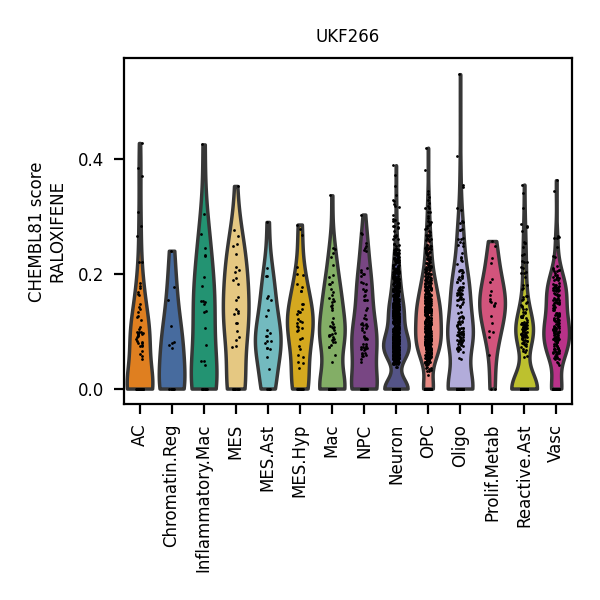 UKF266
CHEMBL81 score
RALOXIFENE
0.4
0.2
0.0
AC
Chromatin.Reg
Inflammatory.Mac
MES
MES.Ast
MES.Hyp
Mac
NPC
Neuron
OPC
Oligo
Prolif.Metab
Reactive.Ast
Vasc